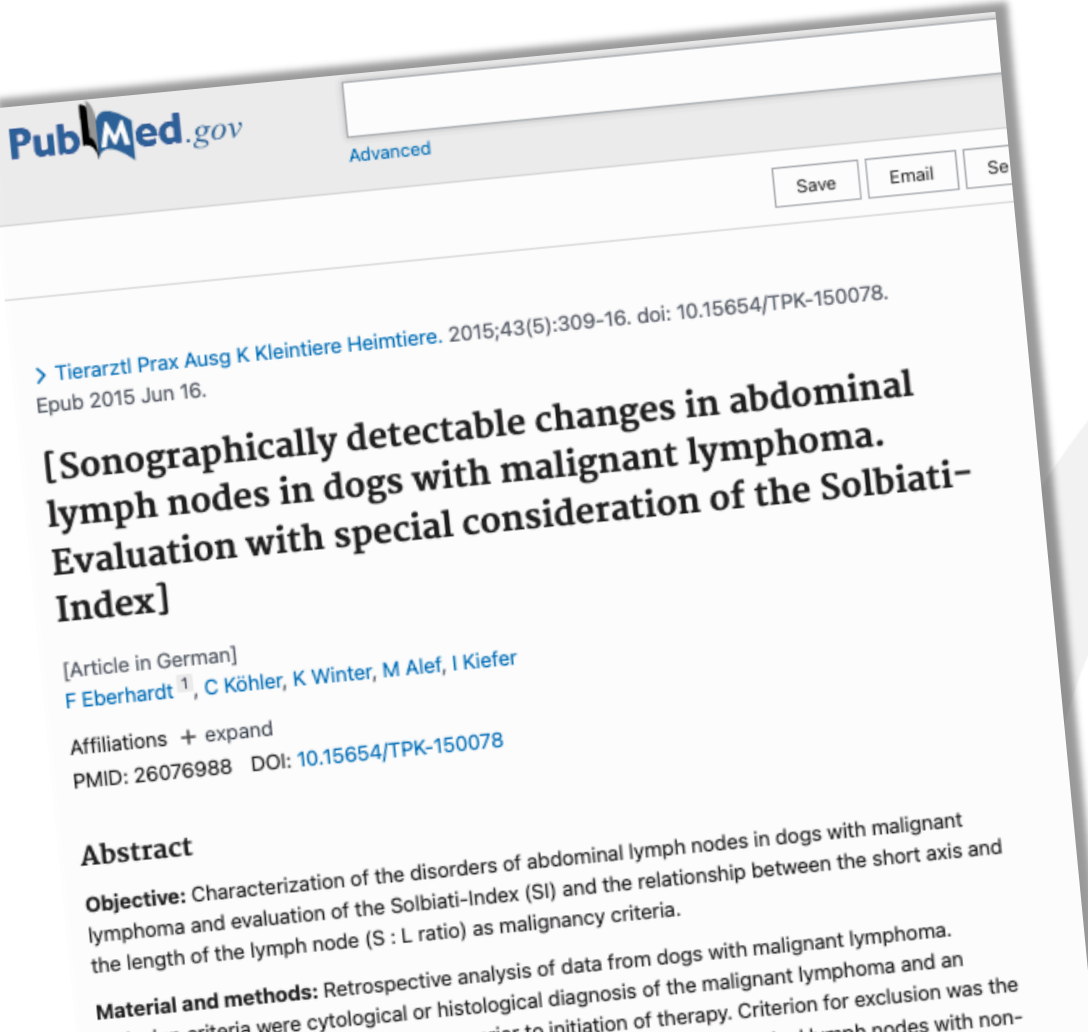 PubMed.gov
Advanced
Save Email Se
Tierarztl Prax Ausg K Kleintiere Heimtiere. 2015;43(5):309-16. doi: 10.15654/TPK-150078.
Epub 2015 Jun 16.
[Sonographically detectable changes in abdominal
lymph nodes in dogs with malignant lymphoma.
Evaluation with special consideration of the Solbiati-
Index]
[Article in German]
F Eberhardt 1, C Köhler, K Winter, M Alef, I Kiefer
Affiliations + expand
PMID: 26076988 DOI: 10.15654/TPK-150078
Abstract
Objective: Characterization of the disorders of abdominal lymph nodes in dogs with malignant
lymphoma and evaluation of the Solbiati-Index (SI) and the relationship between the short axis and
the length of the lymph node (S : L ratio) as malignancy criteria.
Material and methods: Retrospective analysis of data from dogs with malignant lymphoma.
criteria were cytological or histological diagnosis of the malignant lymphoma and an
to initiation of therapy. Criterion for exclusion was the
lymph nodes with non-